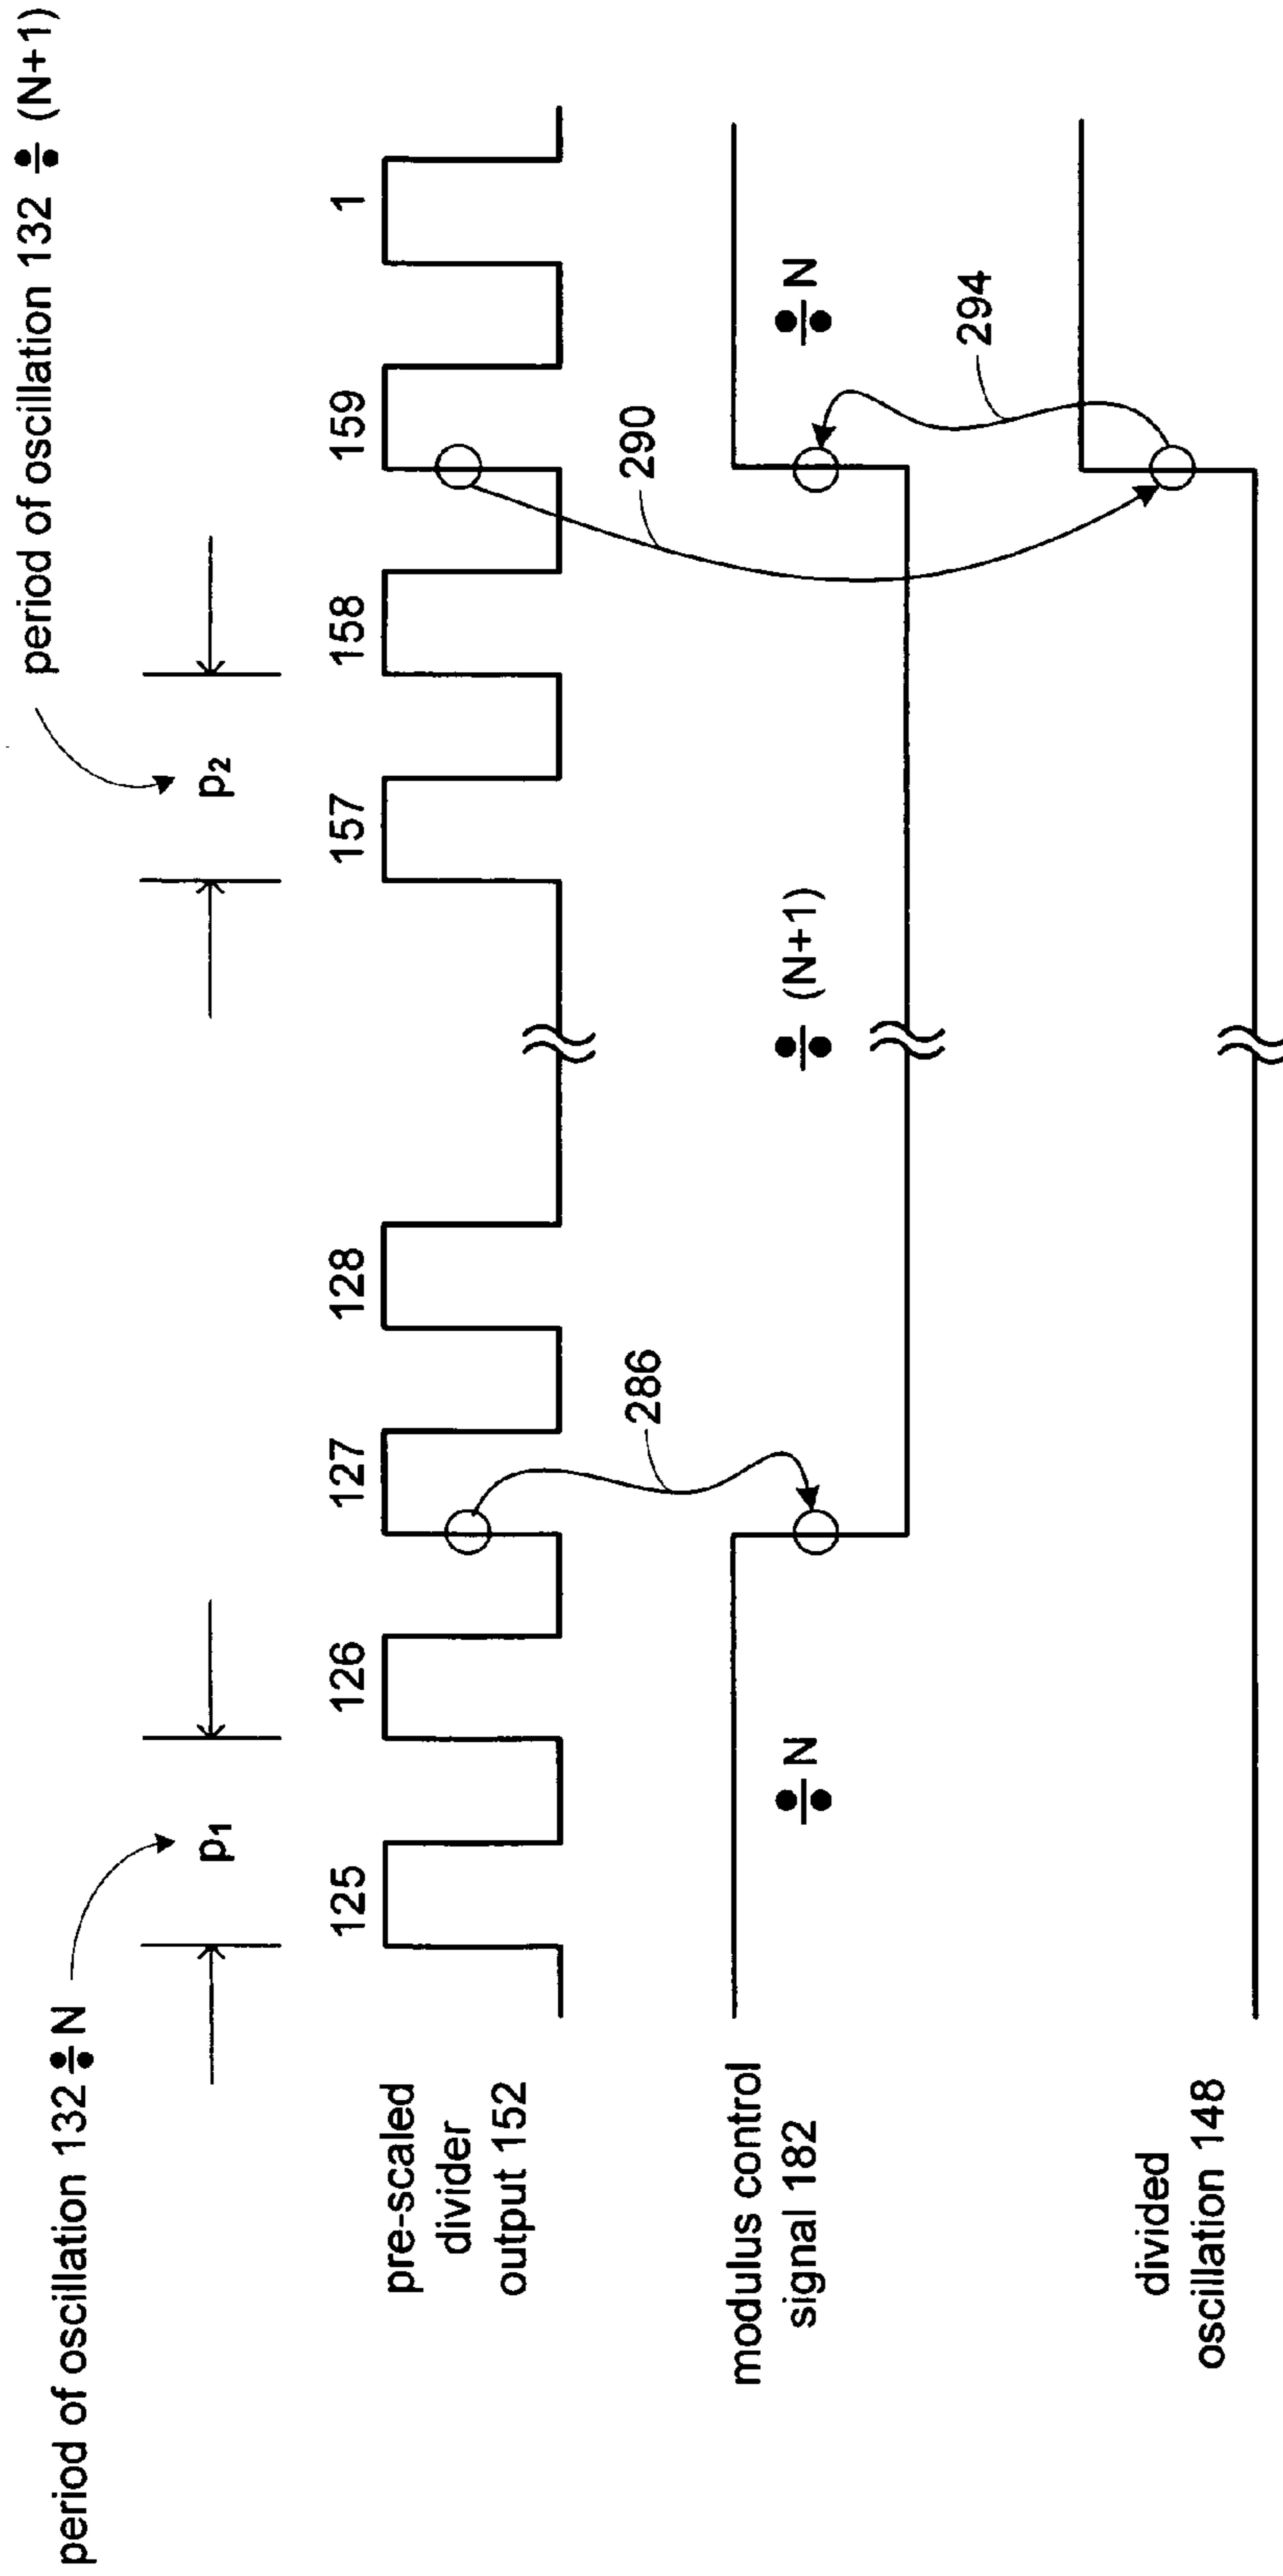 period of oscillation 132 ÷ N
period of oscillation 132 ÷ (N+1)
p1
p2
pre-scaled
divider
output 152
125
126
127
128
157
158
159
1
286
290
modulus control
signal 182
÷ N
÷ (N+1)
÷ N
294
divided
oscillation 148